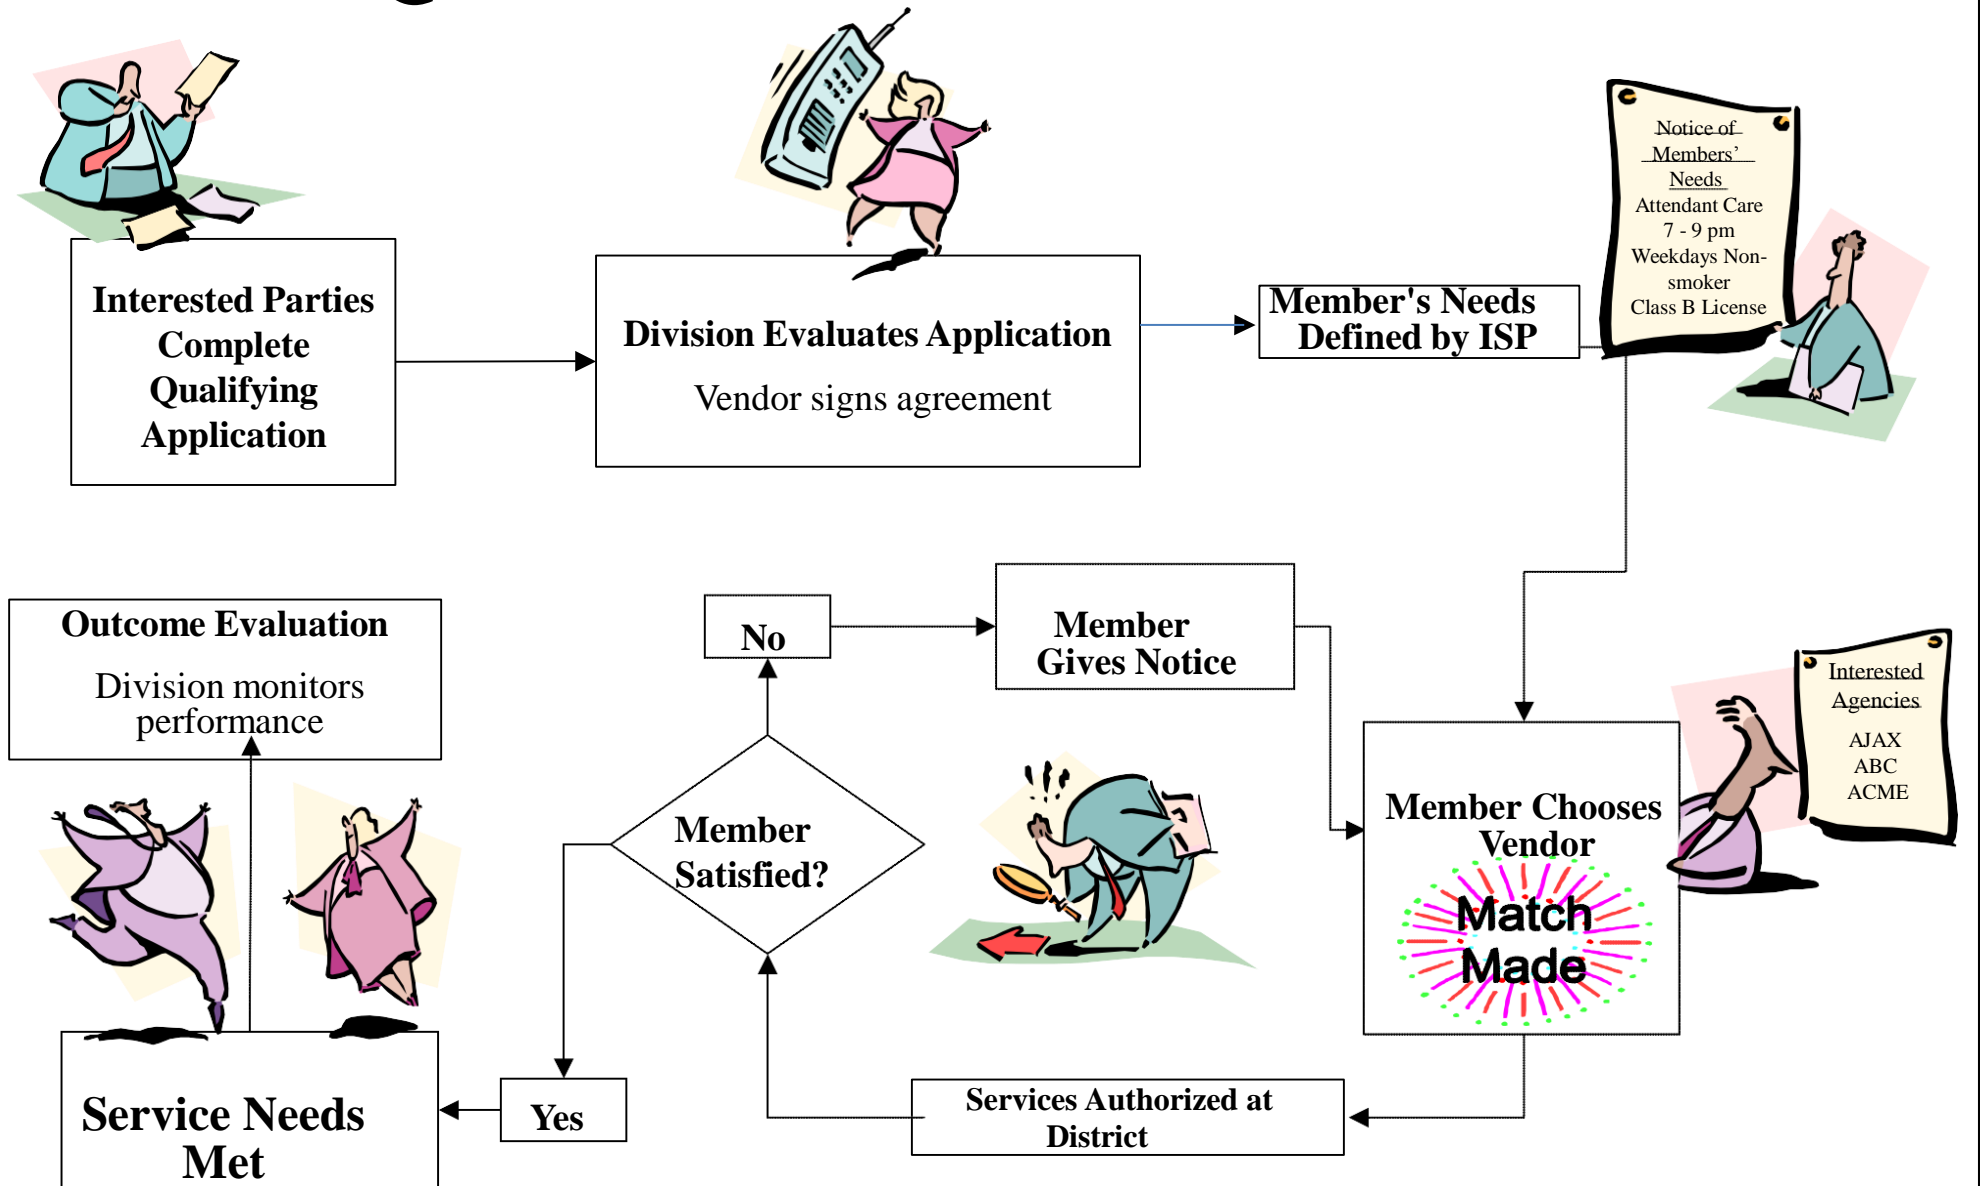 Interested Parties
Complete
Qualifying
Application
Division Evaluates Application
Vendor signs agreement
Member's Needs
Defined by ISP
Notice of
Members’
Needs
Attendant Care
7 - 9 pm
Weekdays Non-
smoker
Class B License
Outcome Evaluation
Division monitors
performance
No
Member
Gives Notice
Member
Satisfied?
Member Chooses
Vendor
Match
Made
Interested
Agencies
AJAX
ABC
ACME
Service Needs
Met
Yes
Services Authorized at
District